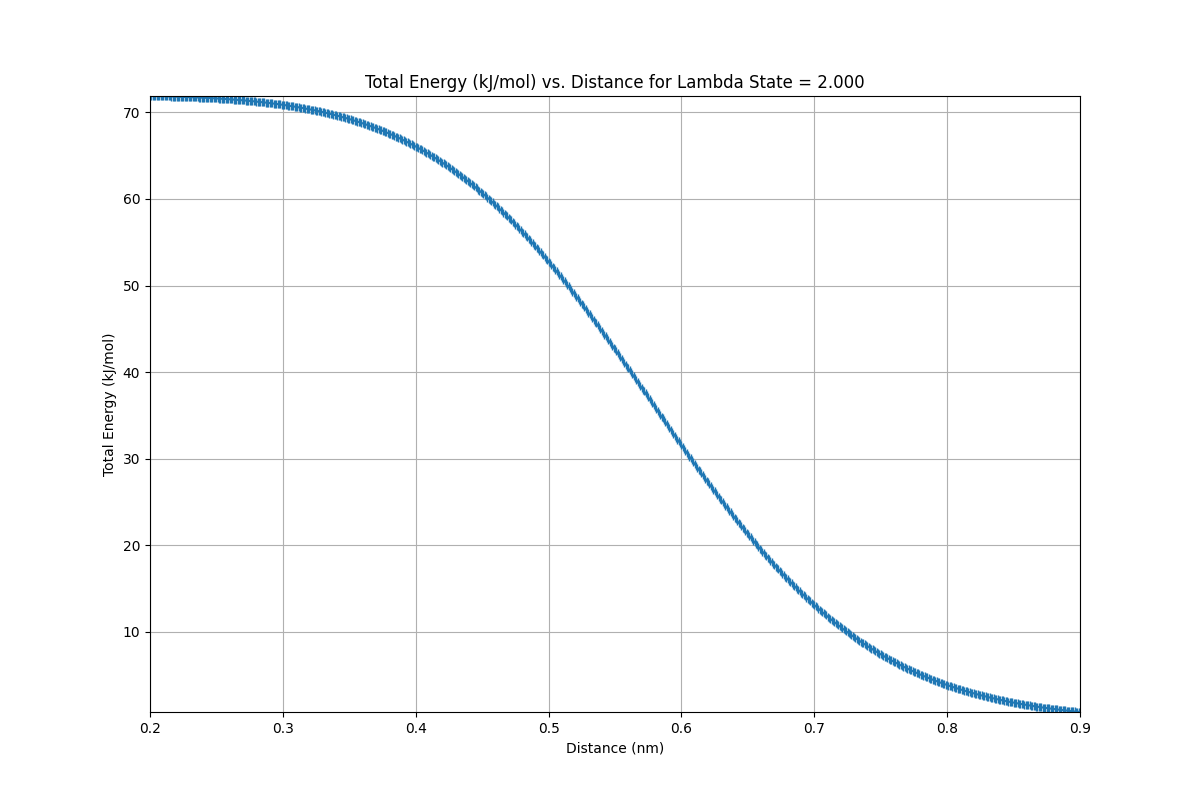 Total Energy (kJ/mol) vs. Distance for Lambda State = 2.000
70
60
50
40
30
20
10
Total Energy (kJ/mol)
0.2 0.3 0.4 0.5 0.6 0.7 0.8 0.9
Distance (nm)